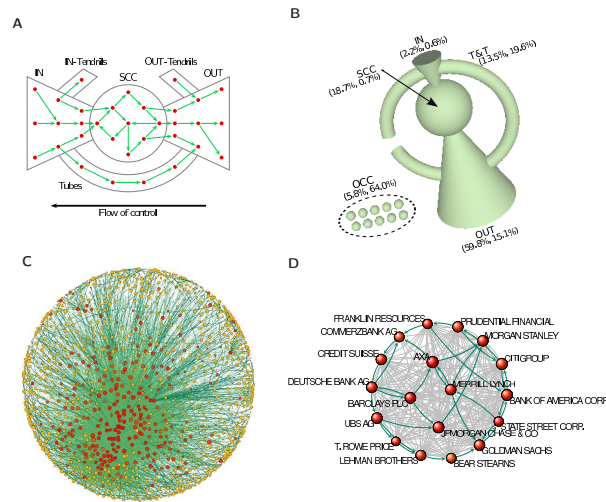 A
IN-Tendrils
OUT-Tendrils
IN
SCC
OUT
Tubes
Flow of control
B
IN
(2.2%, 0.6%)
T&T
(13.5%, 19.6%)
SCC
(18.7%, 0.7%)
OCC
(5.8%, 64.0%)
OUT
(59.8%, 15.1%)
C
D
FRANKLIN RESOURCES
PRUDENTIAL FINANCIAL
COMMERZBANK AG
MORGAN STANLEY
CREDIT SUISSE
AXA
CITIGROUP
DEUTSCHE BANK AG
MERRILL LYNCH
BANK OF AMERICA CORP.
BARCLAYS PLC
UBS AG
STATE STREET CORP.
JPMORGAN CHASE & CO
T. ROWE PRICE
GOLDMAN SACHS
LEHMAN BROTHERS
BEAR STEARNS